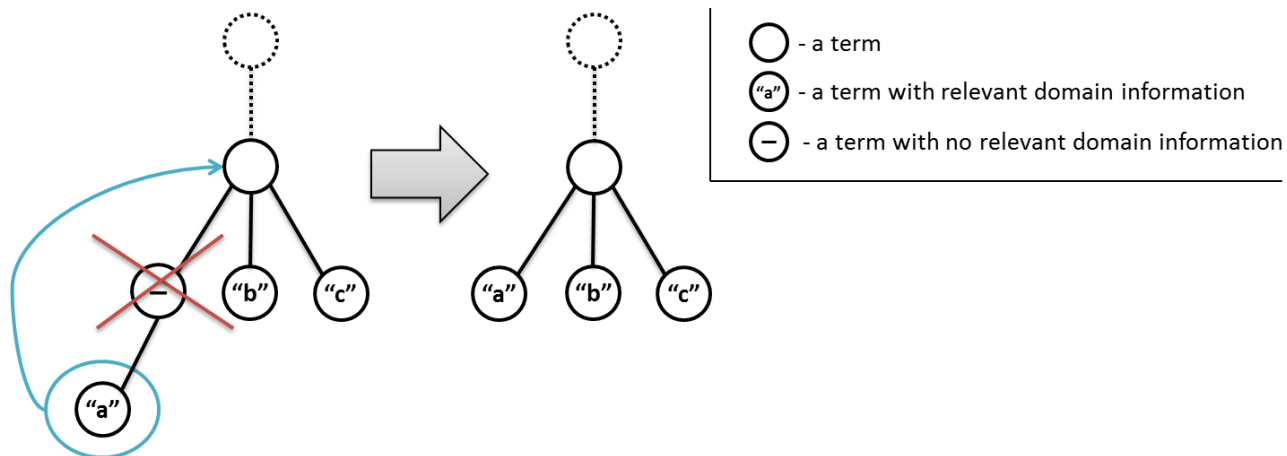 - a term
“a” - a term with relevant domain information
– - a term with no relevant domain information
– “b” “c”
“a” “b” “c”
“a”